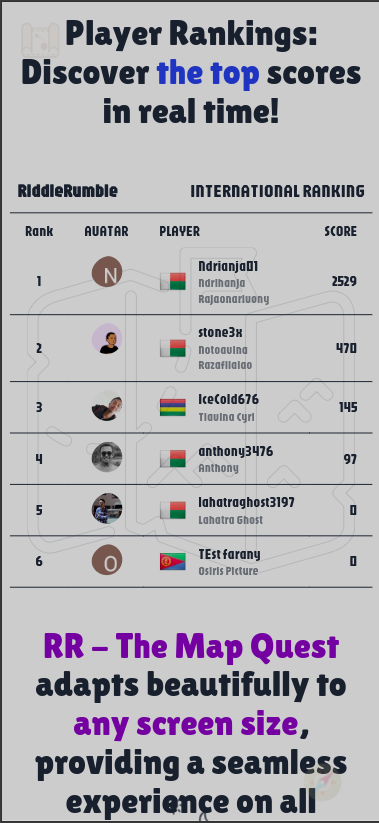 Player Rankings:
Discover the top scores
in real time!
RiddleRumble INTERNATIONAL RANKING
Rank AVATAR PLAYER SCORE
1 N Ndrianja01 2529
Ndrihanja
Rajaonarivony
2 stone3x 470
Notoavina
Razafilalao
3 IceCold676 145
Tiavina Cyri
4 anthony3476 97
Anthony
5 lahatraghost3197 0
Lahatra Ghost
6 O TEst farany 0
Osiris Picture
RR – The Map Quest
adapts beautifully to
any screen size,
providing a seamless
experience on all